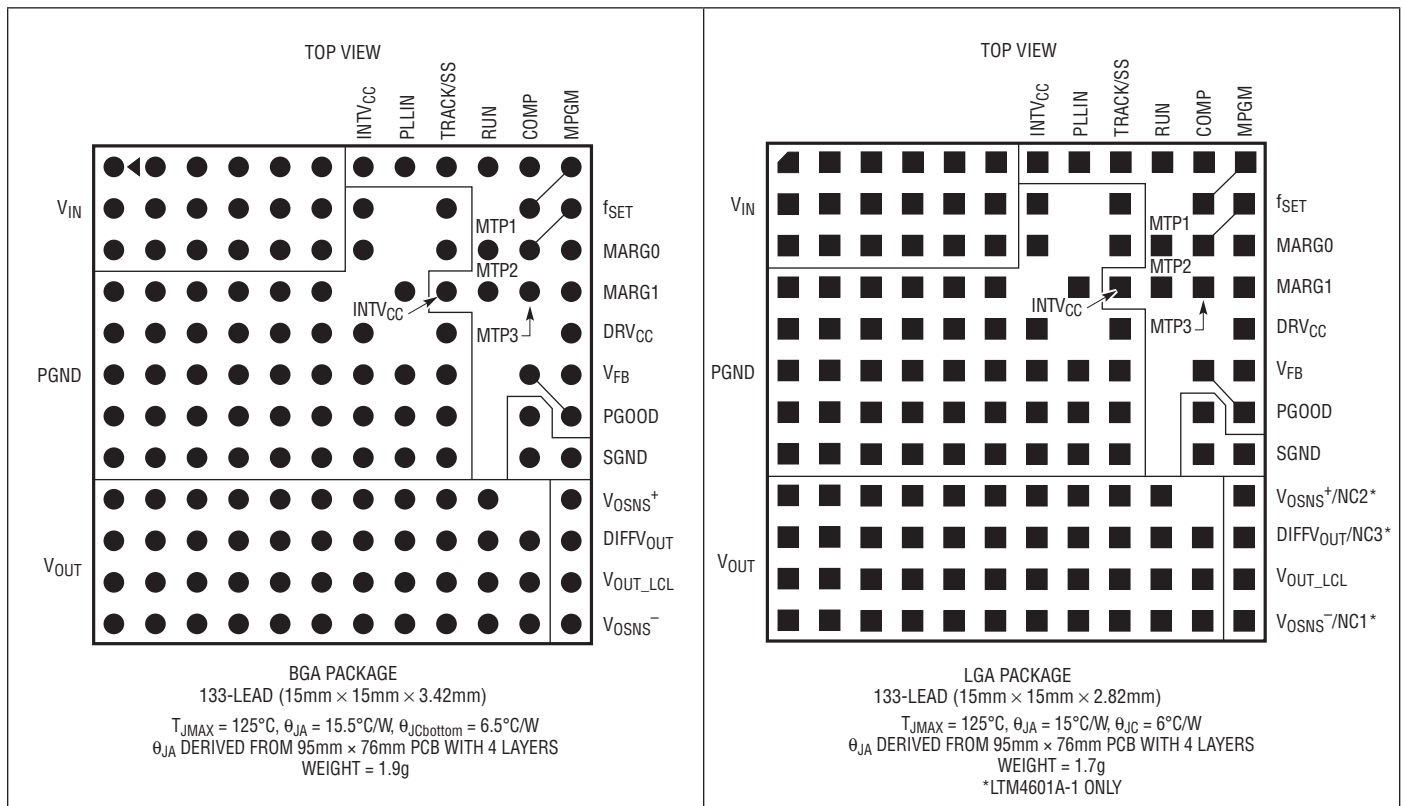 TOP VIEW
INTVCC
PLLIN
TRACK/SS
RUN
COMP
MPGM
VIN
PGND
VOUT
MTP1
MTP2
INTVCC
MTP3
fSET
MARG0
MARG1
DRVCC
VFB
PGOOD
SGND
VOSNS+
DIFFVOUT
VOUT_LCL
VOSNS–
BGA PACKAGE
133-LEAD (15mm × 15mm × 3.42mm)
TJMAX = 125°C, θJA = 15.5°C/W, θJCbottom = 6.5°C/W
θJA DERIVED FROM 95mm × 76mm PCB WITH 4 LAYERS
WEIGHT = 1.9g
TOP VIEW
INTVCC
PLLIN
TRACK/SS
RUN
COMP
MPGM
VIN
PGND
VOUT
MTP1
MTP2
INTVCC
MTP3
fSET
MARG0
MARG1
DRVCC
VFB
PGOOD
SGND
VOSNS+/NC2*
DIFFVOUT/NC3*
VOUT_LCL
VOSNS–/NC1*
LGA PACKAGE
133-LEAD (15mm × 15mm × 2.82mm)
TJMAX = 125°C, θJA = 15°C/W, θJC = 6°C/W
θJA DERIVED FROM 95mm × 76mm PCB WITH 4 LAYERS
WEIGHT = 1.7g
*LTM4601A-1 ONLY